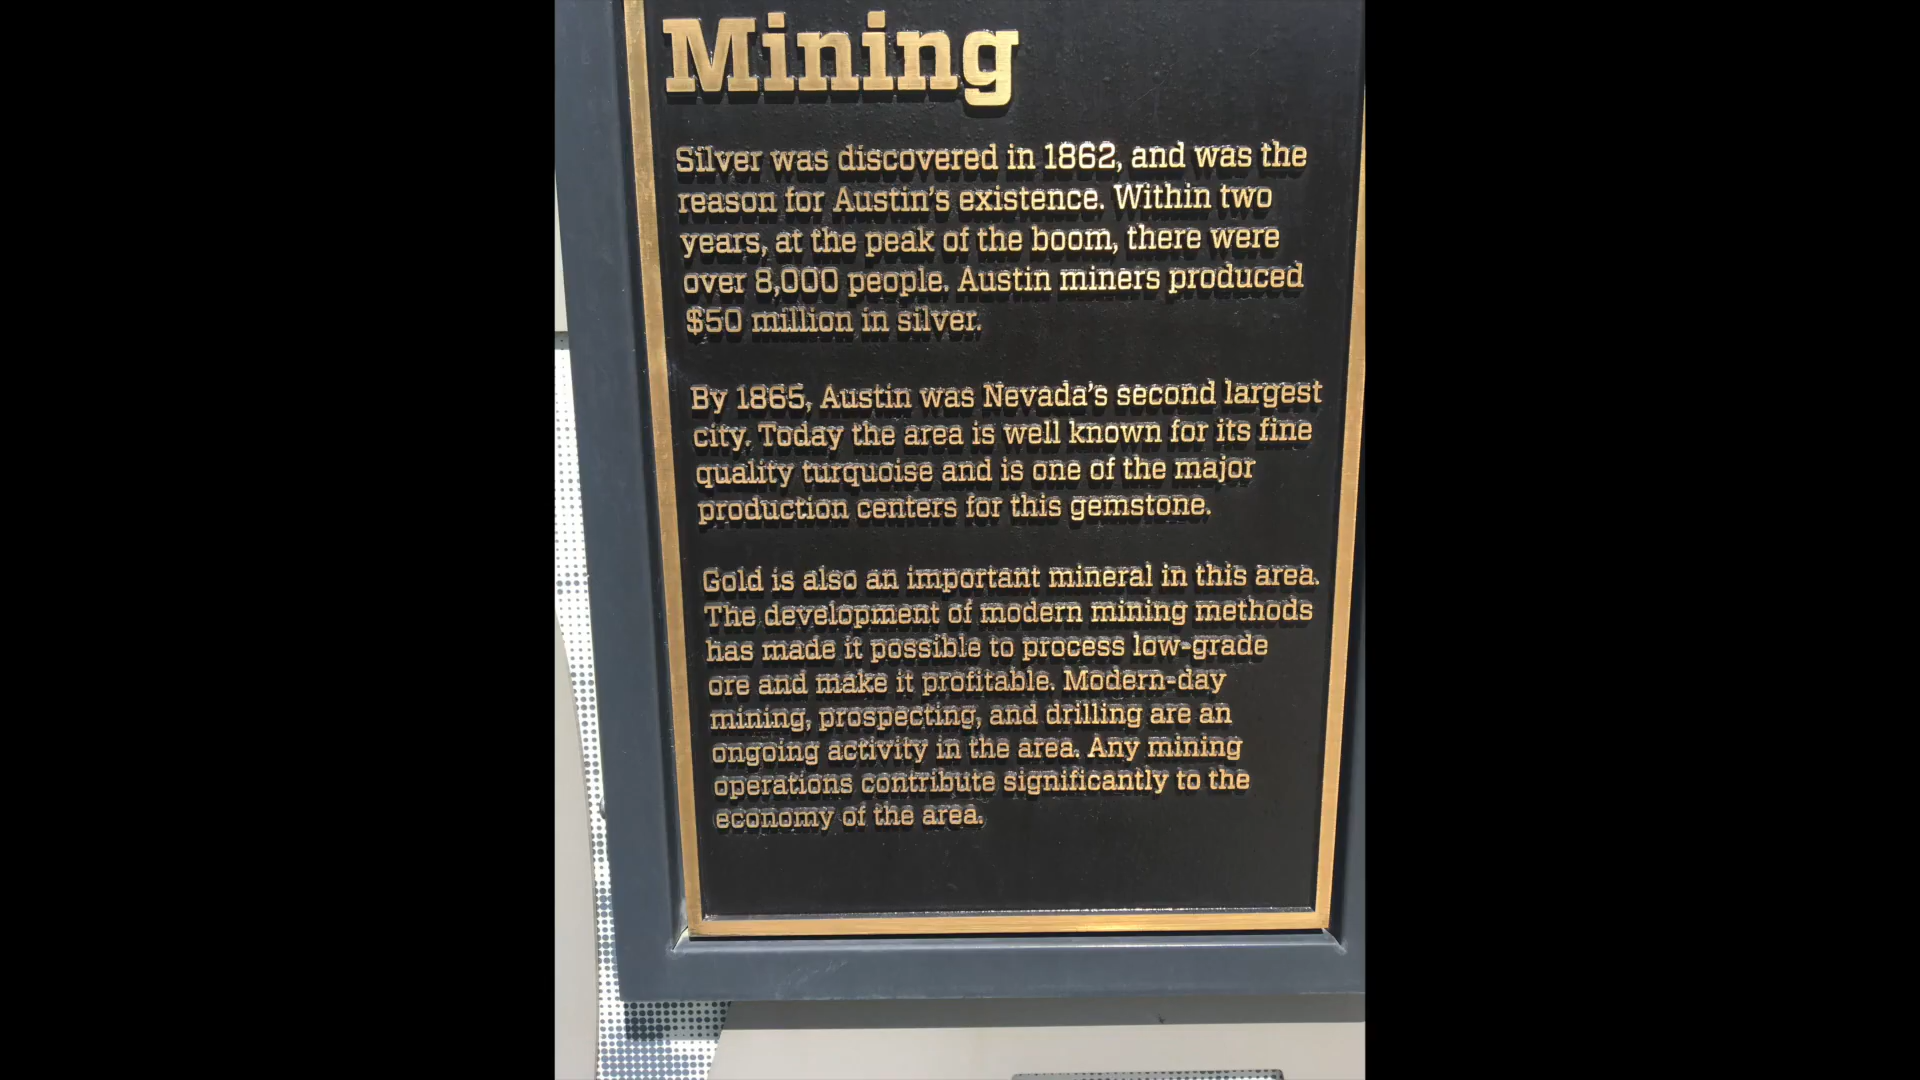 Mining
Silver was discovered in 1862, and was the
reason for Austin's existence. Within two
years, at the peak of the boom, there were
over 8,000 people. Austin miners produced
$50 million in silver.
By 1865, Austin was Nevada's second largest
city. Today the area is well known for its fine
quality turquoise and is one of the major
production centers for this gemstone.
Gold is also an important mineral in this area.
The development of modern mining methods
has made it possible to process low-grade
ore and make it profitable. Modern-day
mining, prospecting, and drilling are an
ongoing activity in the area. Any mining
operations contribute significantly to the
economy of the area.